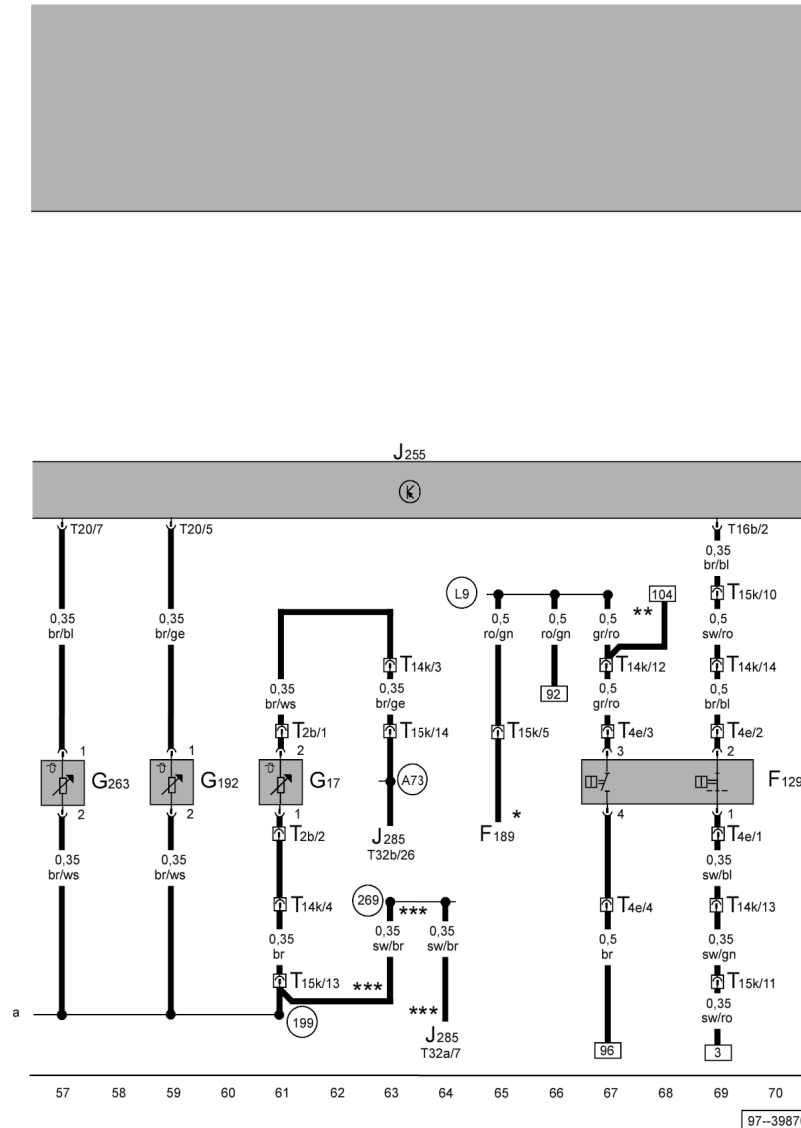 J255
T20/7 T20/5 T16b/2
0,35
br/bl
T15k/10
L9 104
**
0,35
br/bl
0,35
br/ge
0,5
ro/gn
0,5
ro/gn
0,5
gr/ro
0,5
sw/ro
T14k/3 T14k/12 T14k/14
0,35
br/ws
0,35
br/ge
92
0,5
gr/ro
0,5
br/bl
T2b/1 T15k/14 T15k/5 T4e/3 T4e/2
1 1 2 3 2
G263 G192 G17 A73 F129
2 2 1 4 1
T2b/2 J285
T32b/26
F189 * T4e/1
0,35
br/ws
0,35
br/ws
0,35
sw/bl
T14k/4 269 *** T4e/4 T14k/13
0,35
br
0,35
sw/br
0,35
sw/br
0,5
br
0,35
sw/gn
T15k/13 *** T15k/11
a 199 *** J285
T32a/7
0,35
sw/ro
96 3
57 58 59 60 61 62 63 64 65 66 67 68 69 70